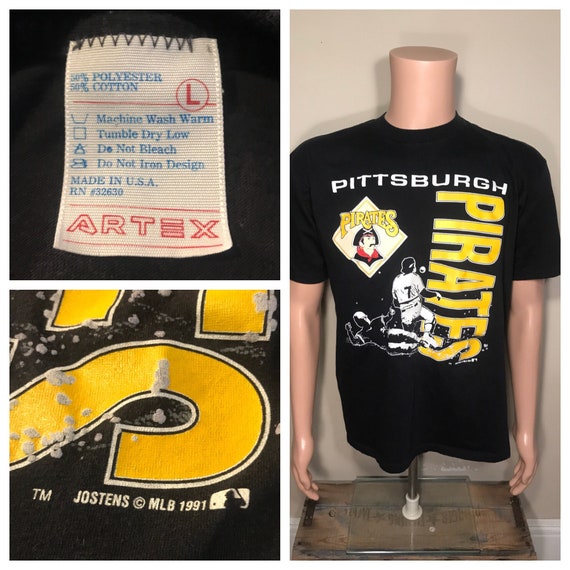 50% POLYESTER
50% COTTON
L
Machine Wash Warm
Tumble Dry Low
Do Not Bleach
Do Not Iron Design
MADE IN U.S.A.
RN #32630
ARTEX
TM JOSTENS © MLB 1991
PITTSBURGH
PIRATES
PIRATES
7